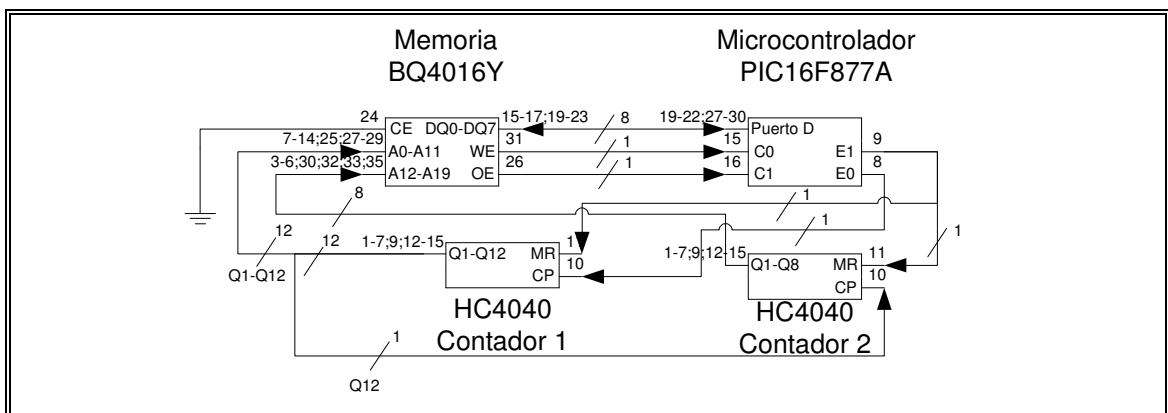 Memoria
BQ4016Y
Microcontrolador
PIC16F877A
24
CE
DQ0-DQ7
15-17;19-23
8
19-22;27-30
Puerto D
7-14;25;27-29
A0-A11
WE
31
1
15
C0
E1
9
3-6;30;32;33;35
A12-A19
OE
26
1
16
C1
E0
8
8
1
1
1
12
Q1-Q12
12
1-7;9;12-15
Q1-Q12
MR
1
CP
10
HC4040
Contador 1
1-7;9;12-15
Q1-Q8
MR
11
CP
10
HC4040
Contador 2
1
Q12